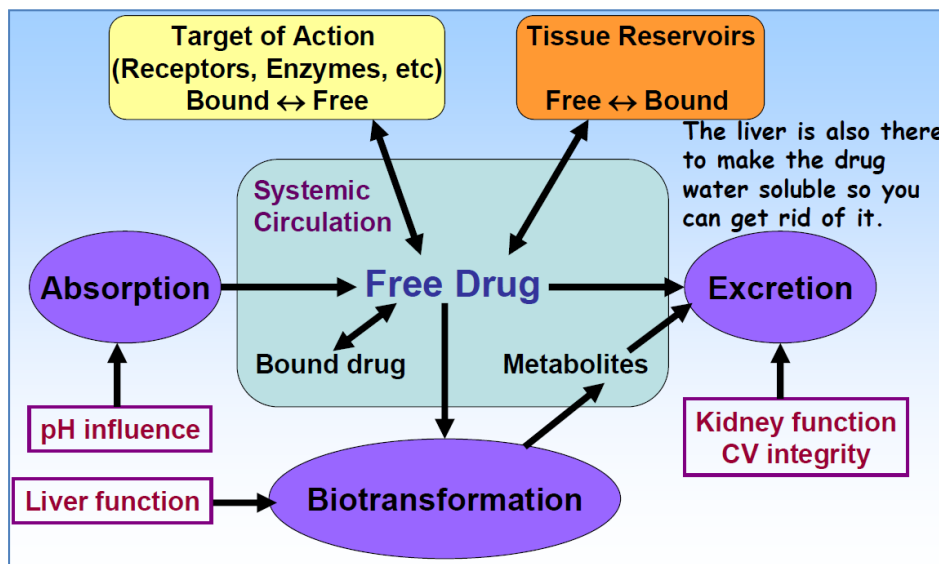 Target of Action
(Receptors, Enzymes, etc)
Bound ↔ Free
Tissue Reservoirs
Free ↔ Bound
The liver is also there
to make the drug
water soluble so you
can get rid of it.
Systemic
Circulation
Absorption
Free Drug
Excretion
Bound drug
Metabolites
pH influence
Kidney function
CV integrity
Liver function
Biotransformation